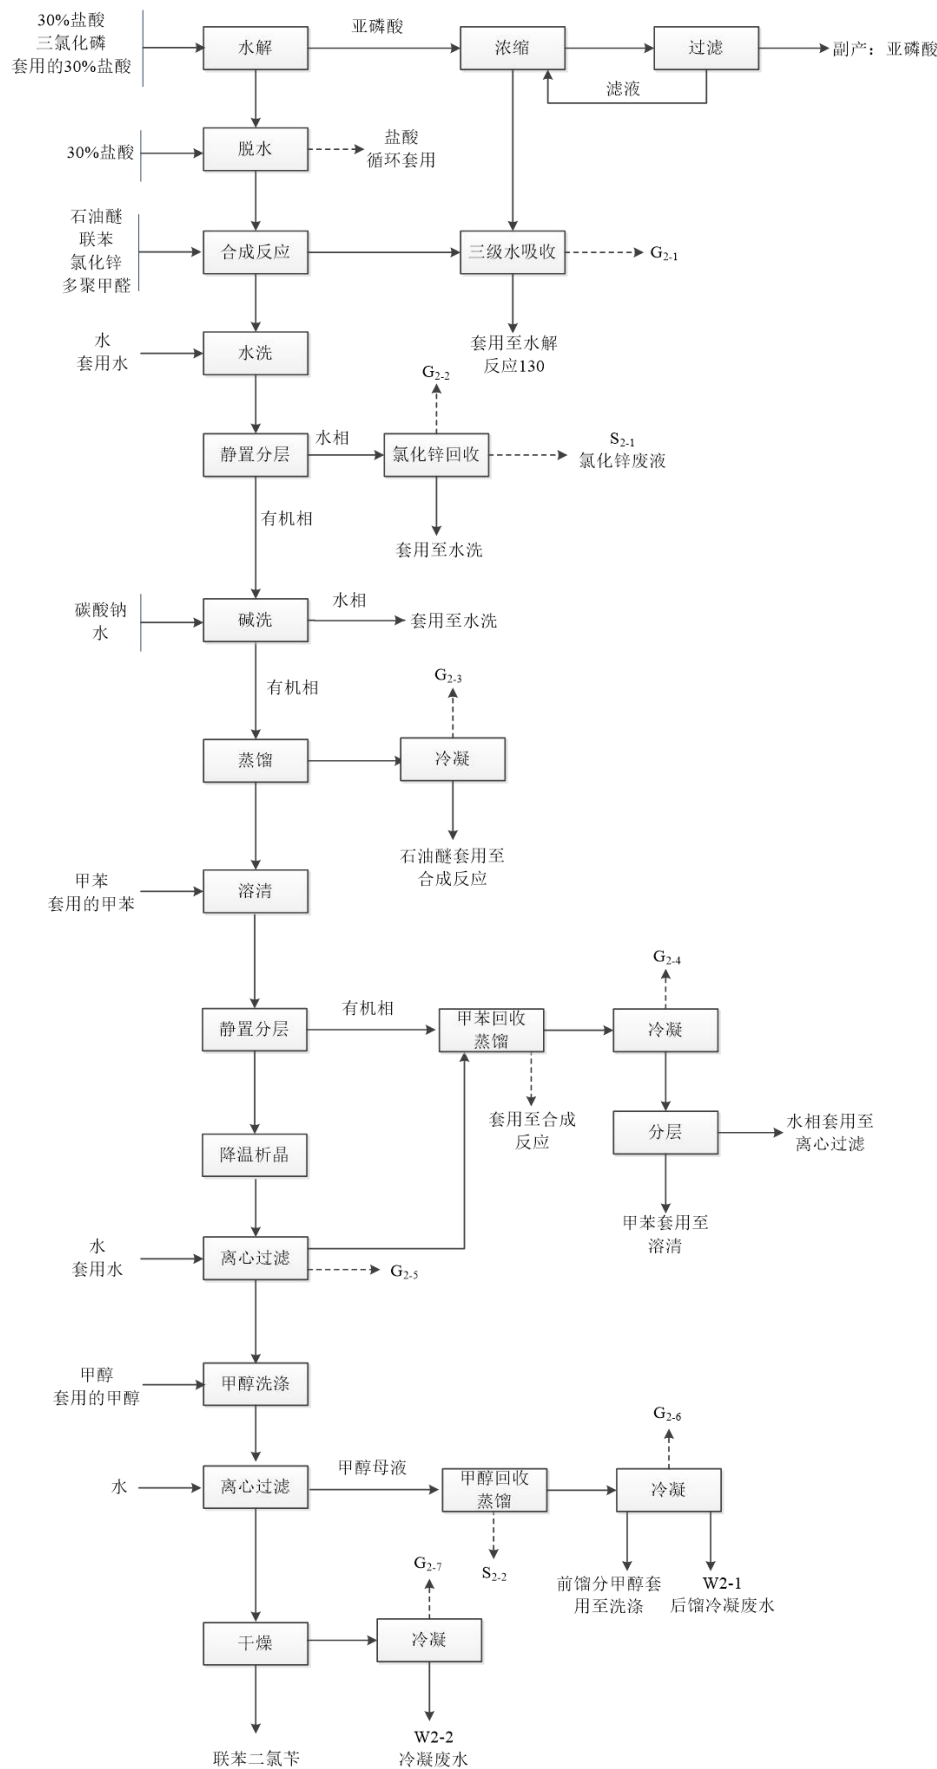 30%盐酸
三氯化磷
套用的30%盐酸
水解
亚磷酸
浓缩
过滤
副产：亚磷酸
滤液
30%盐酸
脱水
盐酸
循环套用
石油醚
联苯
氯化锌
多聚甲醛
合成反应
三级水吸收
G2-1
套用至水解
反应130
水
套用水
水洗
G2-2
静置分层
水相
氯化锌回收
S2-1
氯化锌废液
有机相
套用至水洗
碳酸钠
水
碱洗
水相
套用至水洗
有机相
G2-3
蒸馏
冷凝
石油醚套用至
合成反应
甲苯
套用的甲苯
溶清
G2-4
静置分层
有机相
甲苯回收
蒸馏
冷凝
套用至合成
反应
分层
水相套用至
离心过滤
降温析晶
甲苯套用至
溶清
水
套用水
离心过滤
G2-5
甲醇
套用的甲醇
甲醇洗涤
G2-6
水
离心过滤
甲醇母液
甲醇回收
蒸馏
冷凝
S2-2
前馏分甲醇套
用至洗涤
W2-1
后馏冷凝废水
G2-7
干燥
冷凝
W2-2
冷凝废水
联苯二氯苄